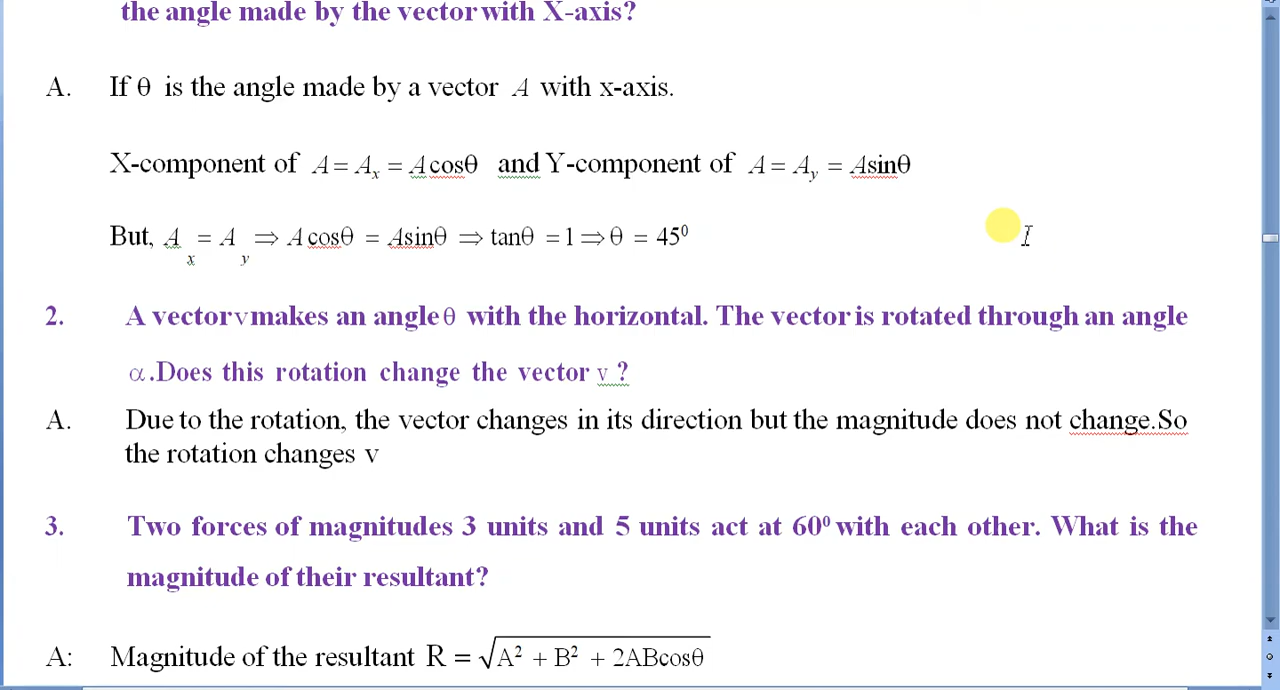 the angle made by the vector with X-axis?
A. If θ is the angle made by a vector A with x-axis.
X-component of A = Aₓ = A cosθ and Y-component of A = A_y = Asinθ
But, A_x = A_y ⇒ A cosθ = Asinθ ⇒ tanθ = 1 ⇒ θ = 45⁰
2. A vector v makes an angle θ with the horizontal. The vector is rotated through an angle
α.Does this rotation change the vector v ?
A. Due to the rotation, the vector changes in its direction but the magnitude does not change.So
the rotation changes v
3. Two forces of magnitudes 3 units and 5 units act at 60⁰ with each other. What is the
magnitude of their resultant?
A: Magnitude of the resultant R = √(A² + B² + 2ABcosθ)